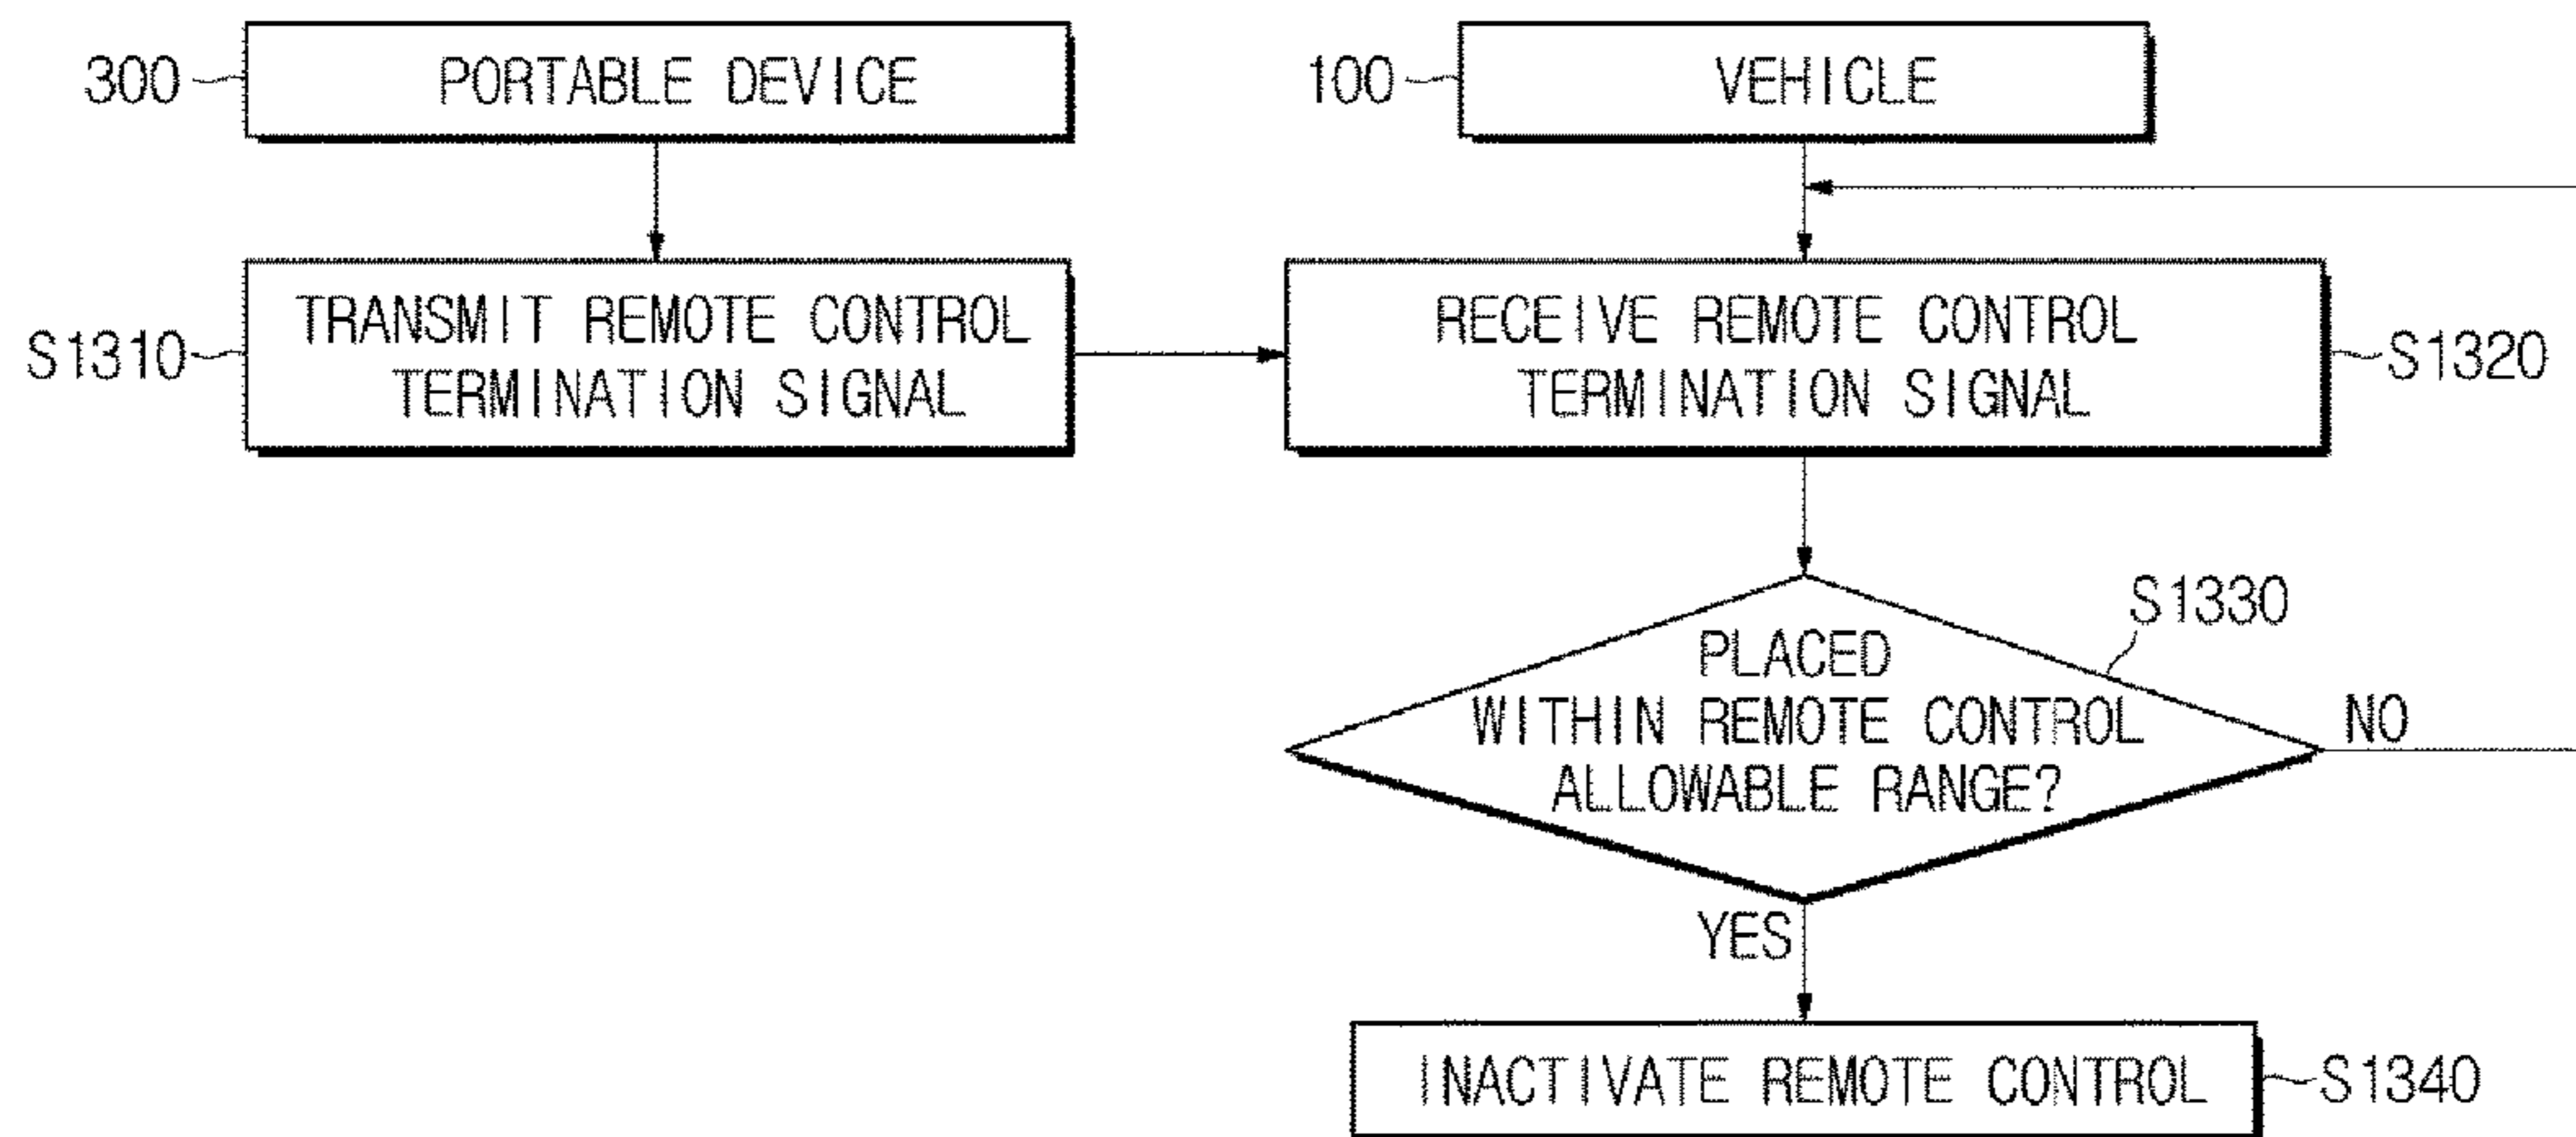 300
PORTABLE DEVICE
100
VEHICLE
S1310
TRANSMIT REMOTE CONTROL
TERMINATION SIGNAL
RECEIVE REMOTE CONTROL
TERMINATION SIGNAL
S1320
S1330
PLACED
WITHIN REMOTE CONTROL
ALLOWABLE RANGE?
NO
YES
INACTIVATE REMOTE CONTROL
S1340